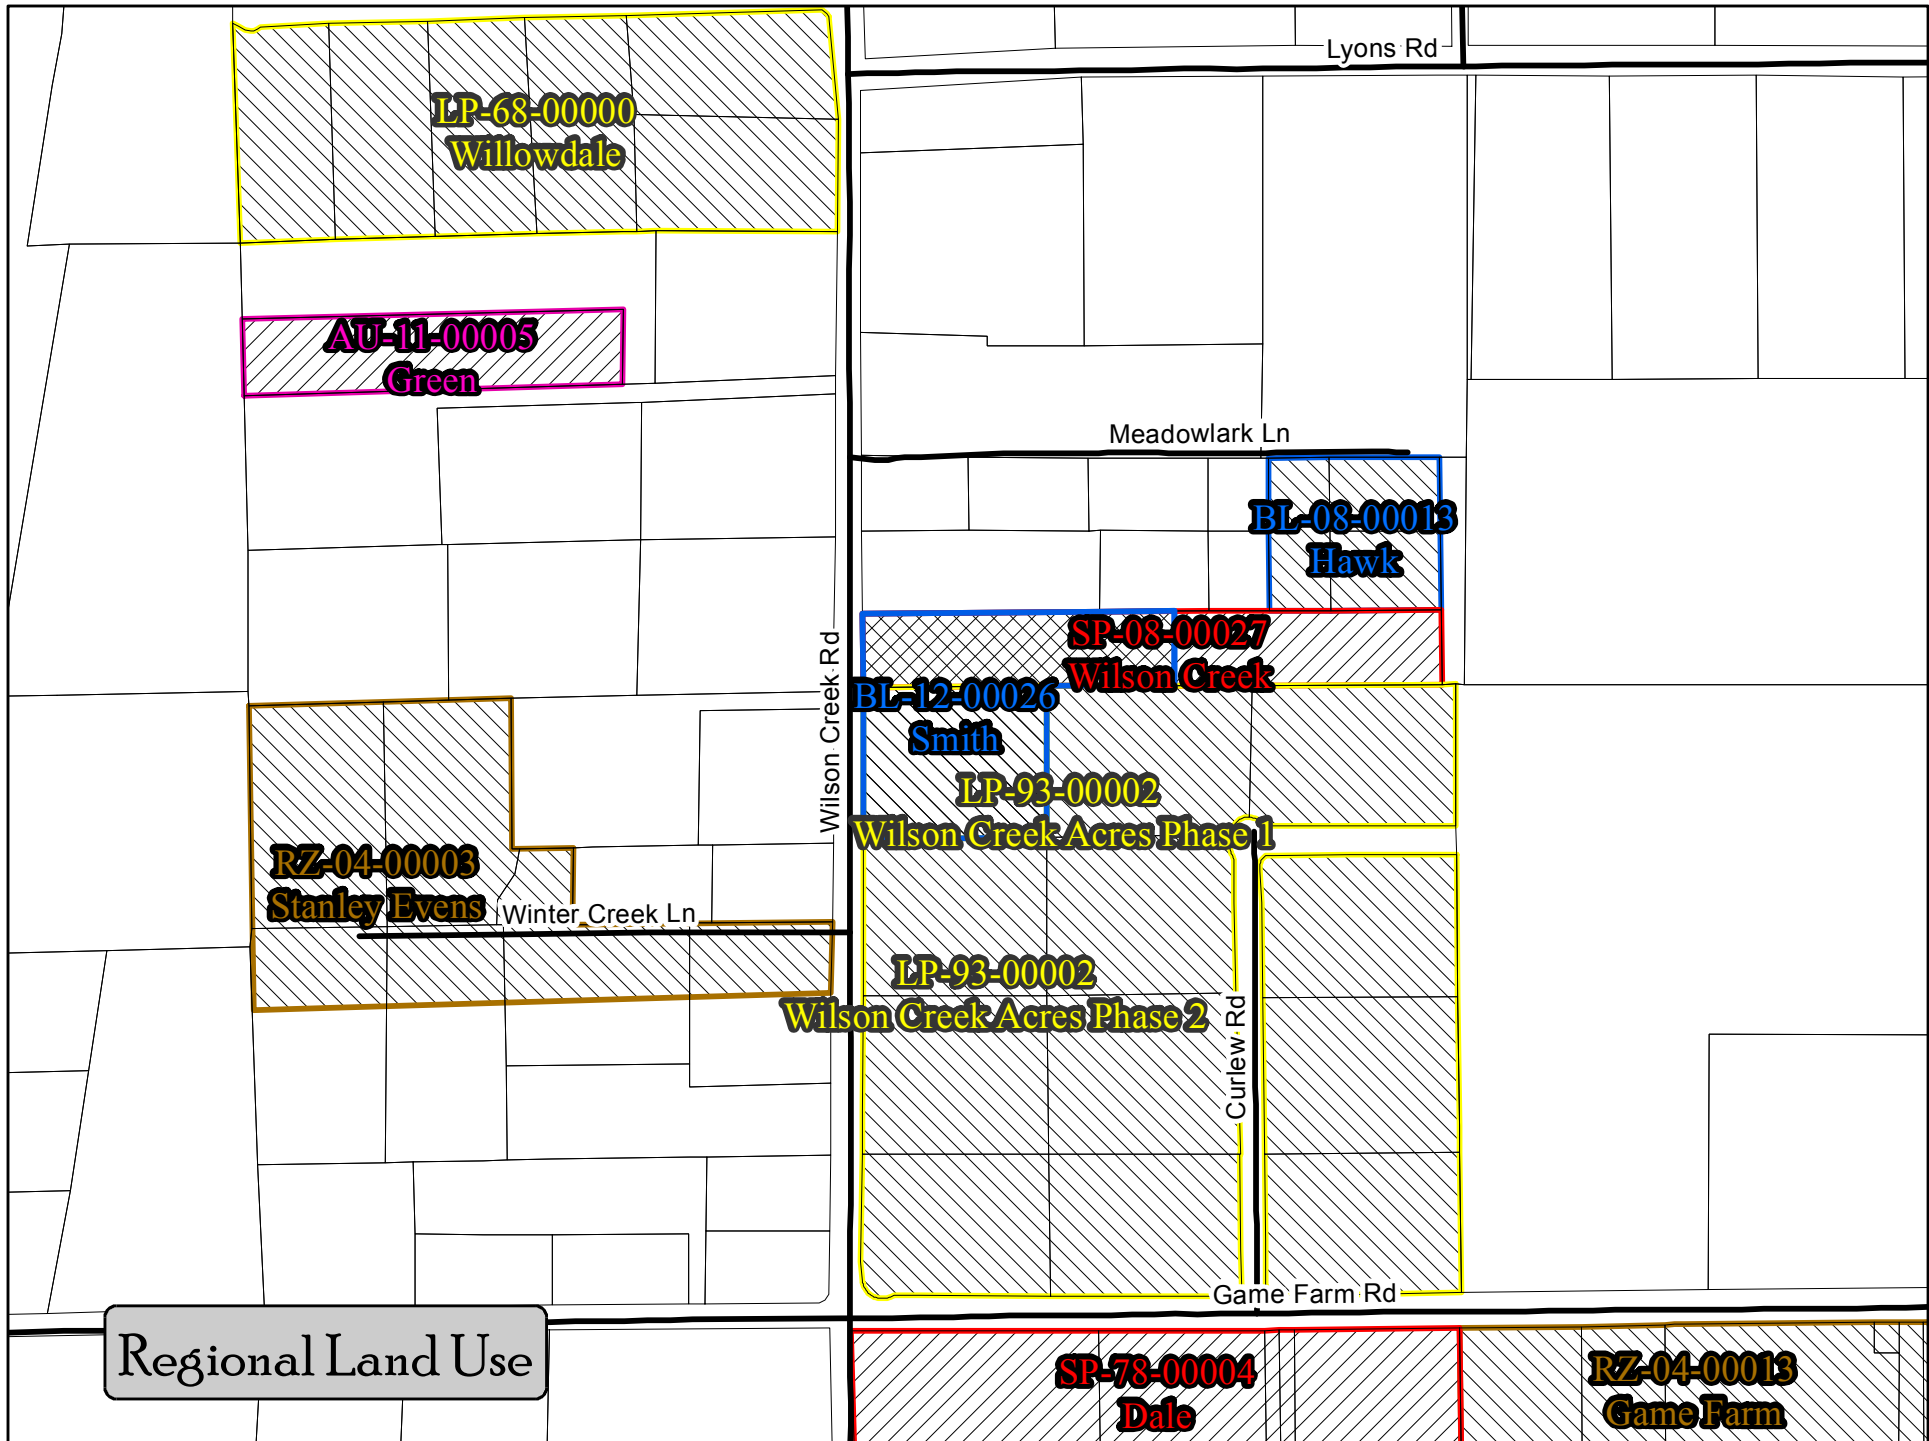 Lyons Rd
LP-68-00000
Willowdale
AU-11-00005
Green
Meadowlark Ln
BL-08-00013
Hawk
SP-08-00027
Wilson Creek
Wilson Creek Rd
BL-12-00026
Smith
LP-93-00002
Wilson Creek Acres Phase 1
RZ-04-00003
Stanley Evens
Winter Creek Ln
LP-93-00002
Wilson Creek Acres Phase 2
Curlew Rd
Game Farm Rd
Regional Land Use
SP-78-00004
Dale
RZ-04-00013
Game Farm